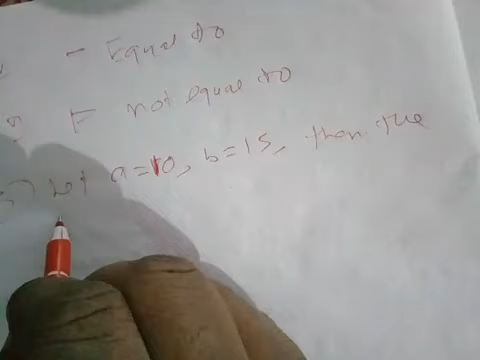 - Equal to
not equal to
let a=10, b=15, then the